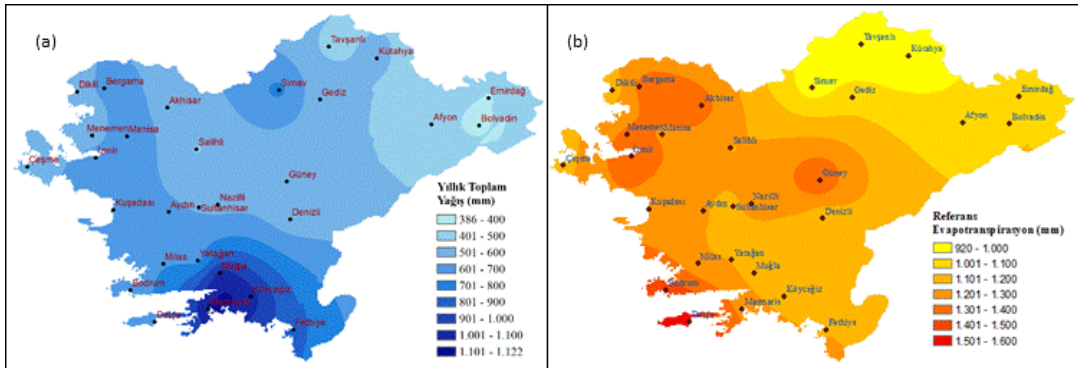 (a)
Tavşanlı
Kütahya
Simav
Gediz
Dikili
Bergama
Akhisar
Emirdağ
Afyon
Bolvadin
Menemen
Manisa
Salihli
İzmir
Çeşme
Güney
Kuşadası
Aydın
Nazilli
Sultanhisar
Denizli
Milas
Yatağan
Muğla
Bodrum
Köyceğiz
Marmaris
Datça
Fethiye
Yıllık Toplam
Yağış (mm)
386 - 400
401 - 500
501 - 600
601 - 700
701 - 800
801 - 900
901 - 1.000
1.001 - 1.100
1.101 - 1.122
(b)
Tavşanlı
Kütahya
Simav
Gediz
Dikili
Bergama
Akhisar
Emirdağ
Afyon
Bolvadin
Menemen
Manisa
Salihli
İzmir
Çeşme
Güney
Kuşadası
Aydın
Nazilli
Sultanhisar
Denizli
Milas
Yatağan
Muğla
Bodrum
Köyceğiz
Marmaris
Datça
Fethiye
Referans
Evapotranspirasyon (mm)
920 - 1.000
1.001 - 1.100
1.101 - 1.200
1.201 - 1.300
1.301 - 1.400
1.401 - 1.500
1.501 - 1.600